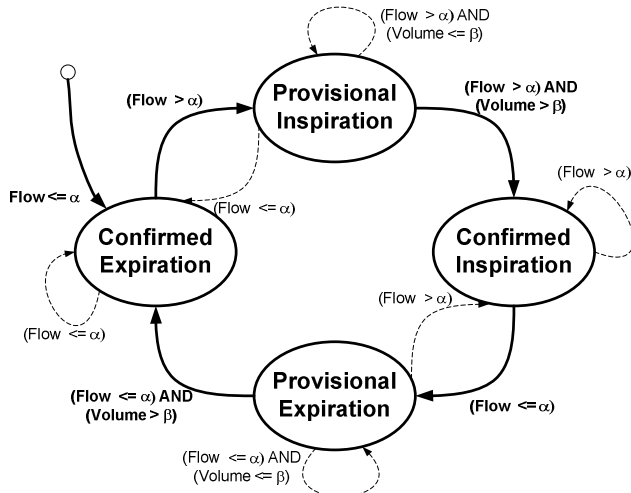 (Flow > α) AND
(Volume <= β)
Provisional
Inspiration
(Flow > α)
(Flow > α) AND
(Volume > β)
(Flow <= α)
Flow <= α
Confirmed
Expiration
(Flow > α)
Confirmed
Inspiration
(Flow <= α)
(Flow > α)
Provisional
Expiration
(Flow <= α) AND
(Volume > β)
(Flow <= α)
(Flow <= α) AND
(Volume <= β)